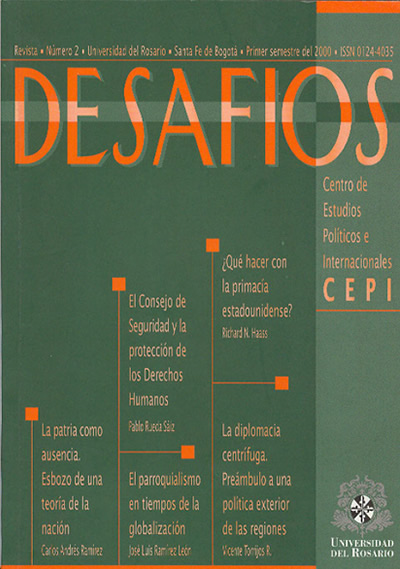 Revista • Número 2 • Universidad del Rosario • Santa Fe de Bogotá • Primer semestre del 2000 • ISSN 0124-4035
DESAFIOS
Centro de
Estudios
Políticos e
Internacionales
CEPI
¿Qué hacer con
la primacía
estadounidense?
Richard N. Haass
El Consejo de
Seguridad y la
protección de
los Derechos
Humanos
Pablo Rueda Sáiz
La patria como
ausencia.
Esbozo de una
teoría de la
nación
Carlos Andrés Ramírez
El parroquialismo
en tiempos de la
globalización
José Luis Ramírez León
La diplomacia
centrífuga.
Preámbulo a una
política exterior
de las regiones
Vicente Torrijos R.
UNIVERSIDAD
DEL ROSARIO